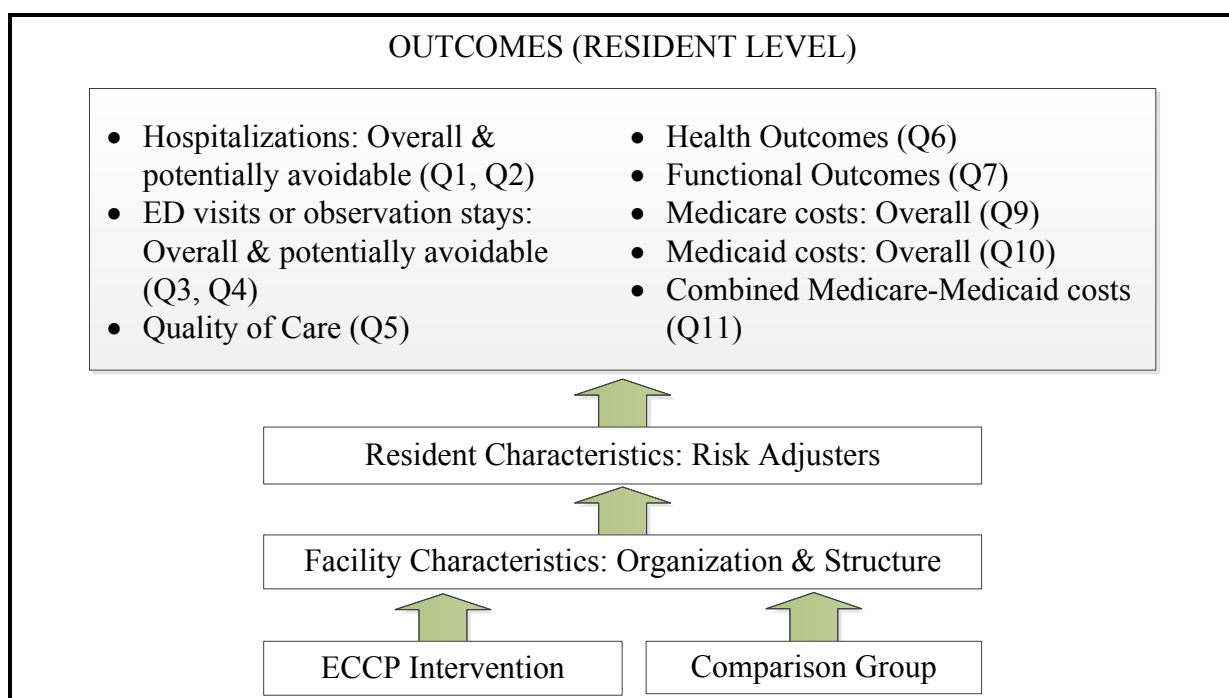 OUTCOMES (RESIDENT LEVEL)
• Hospitalizations: Overall &
potentially avoidable (Q1, Q2)
• ED visits or observation stays:
Overall & potentially avoidable
(Q3, Q4)
• Quality of Care (Q5)
• Health Outcomes (Q6)
• Functional Outcomes (Q7)
• Medicare costs: Overall (Q9)
• Medicaid costs: Overall (Q10)
• Combined Medicare-Medicaid costs
(Q11)
Resident Characteristics: Risk Adjusters
Facility Characteristics: Organization & Structure
ECCP Intervention
Comparison Group